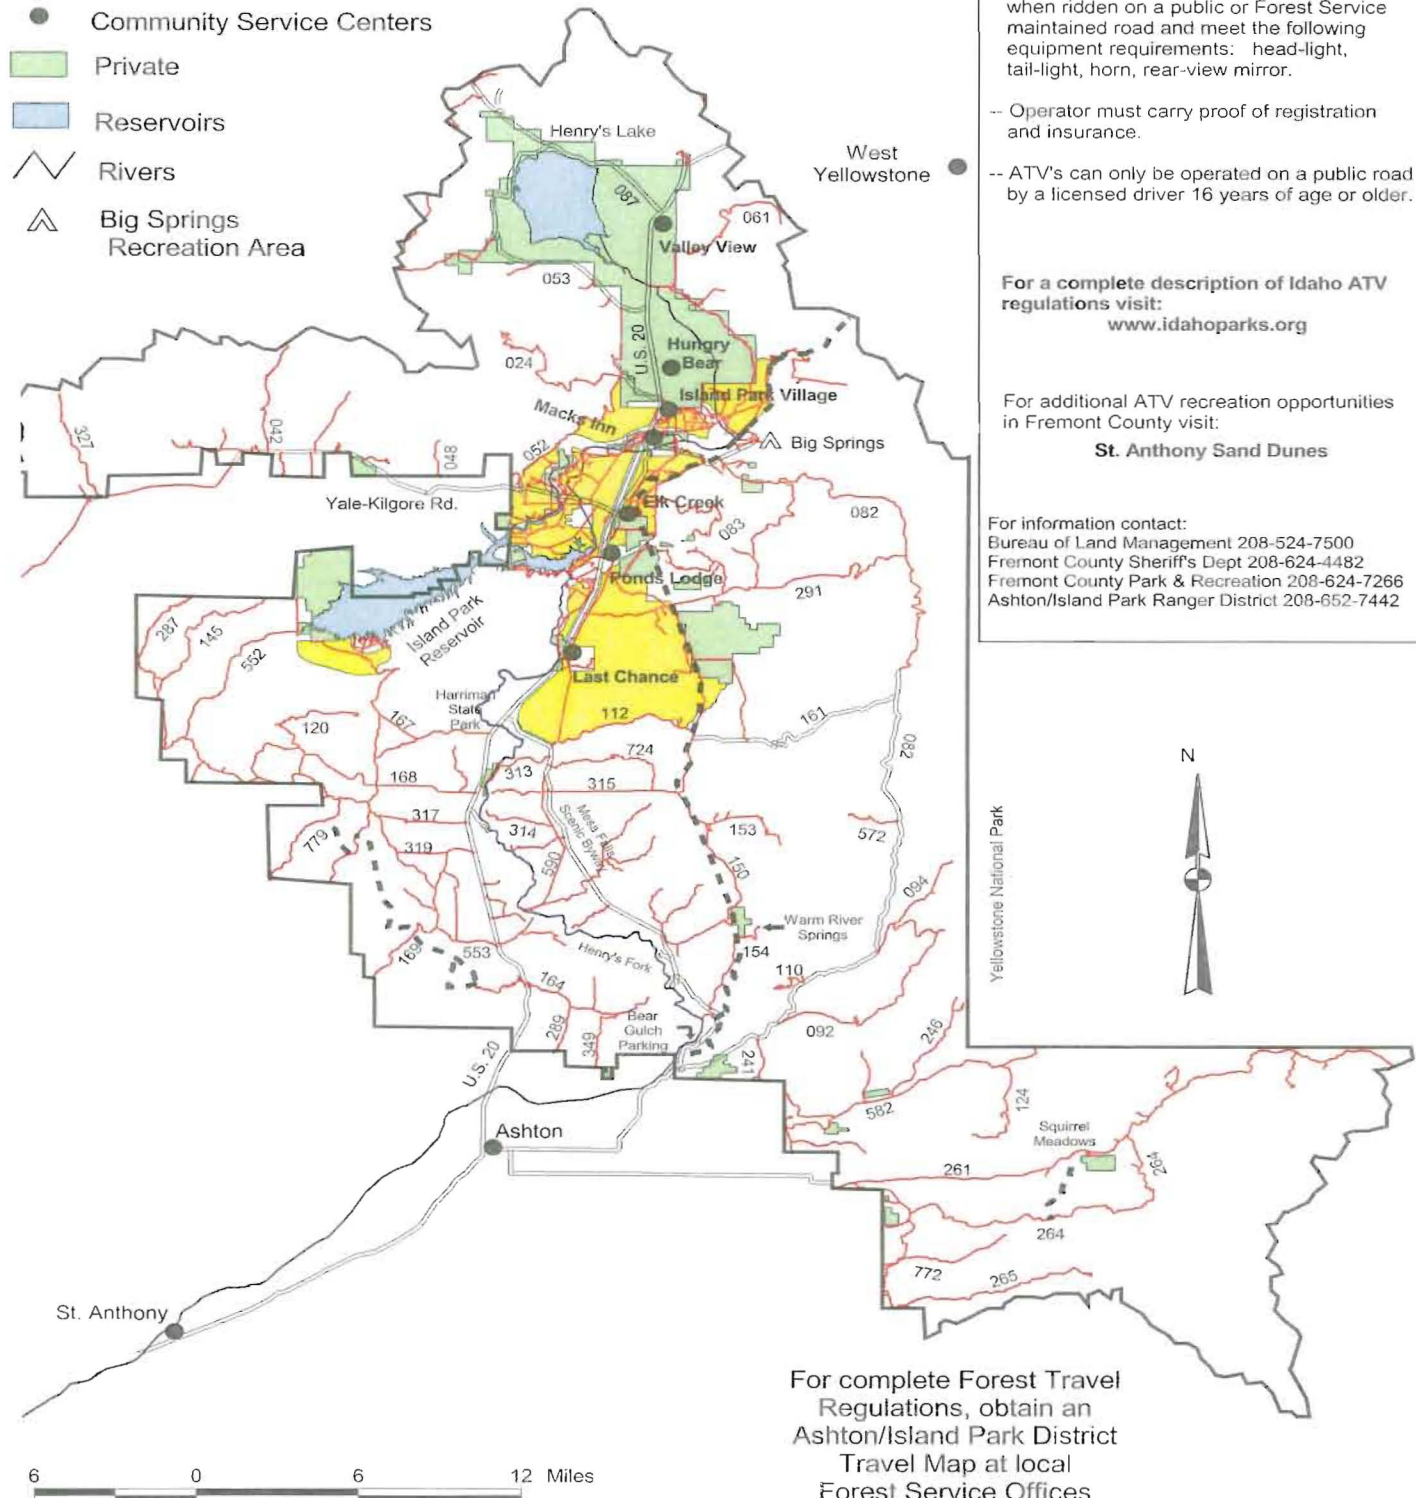 Community Service Centers
Private
Reservoirs
Rivers
Big Springs
Recreation Area
when ridden on a public or Forest Service
maintained road and meet the following
equipment requirements: head-light,
tail-light, horn, rear-view mirror.
-- Operator must carry proof of registration
and insurance.
-- ATV's can only be operated on a public road
by a licensed driver 16 years of age or older.
For a complete description of Idaho ATV
regulations visit:
www.idahoparks.org
For additional ATV recreation opportunities
in Fremont County visit:
St. Anthony Sand Dunes
For information contact:
Bureau of Land Management 208-524-7500
Fremont County Sheriff's Dept 208-624-4482
Fremont County Park & Recreation 208-624-7266
Ashton/Island Park Ranger District 208-652-7442
Henry's Lake
West
Yellowstone
087
061
Valley View
053
U.S. 20
Hungry
Bear
024
Island Park Village
Macks Inn
327
042
048
052
Big Springs
Yale-Kilgore Rd.
Elk Creek
083
082
Ponds Lodge
291
287
145
552
Island Park
Reservoir
Last Chance
Harriman
State
Park
112
120
167
161
082
724
168
313
315
317
314
Mesa Falls
Scenic Byway
153
572
779
319
590
150
094
Warm River
Springs
169
553
Henry's Fork
154
110
164
Bear
Gulch
Parking
289
349
092
246
241
U.S. 20
582
124
Squirrel
Meadows
Ashton
261
264
264
772
265
St. Anthony
Yellowstone National Park
N
For complete Forest Travel
Regulations, obtain an
Ashton/Island Park District
Travel Map at local
Forest Service Offices
6 0 6 12 Miles